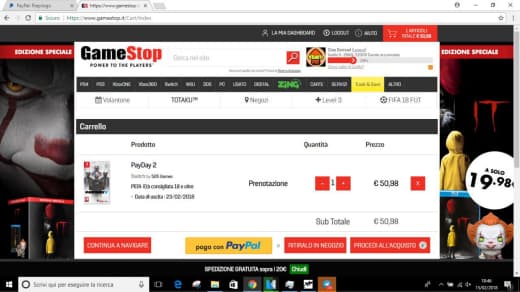 PayPal: Riepilogo
https://www.gamestop.it
Sicuro
https://www.gamestop.it/Cart/Index
LA MIA DASHBOARD
LOGOUT
AIUTO
1 ARTICOLI
TOTALE € 50,98
EDIZIONE SPECIALE
GameStop
POWER TO THE PLAYERS
Cerca nel sito
EDIZIONE SPECIALE
PS4
PS3
XboxONE
Xbox360
Switch
WIIU
3DS
PC
USATO
DIGITAL
ZING
CARTE
SERVIZI
Trade & Save
ALTRO
Volantone
TOTAKU™
Negozi
Level 3
FIFA 18 FUT
Carrello
Prodotto
Quantità
Prezzo
PayDay 2
Switch by 505 Games
PEGI: Età consigliata 18 e oltre
Data di uscita - 23/02/2018
Prenotazione
- 1 +
€ 50,98
X
A SOLO
19.98€
Sub Totale
€ 50,98
CONTINUA A NAVIGARE
paga con PayPal
RITIRALO IN NEGOZIO
PROCEDI ALL'ACQUISTO
SPEDIZIONE GRATUITA sopra i 20€
Chiudi
Scrivi qui per eseguire la ricerca
10:46
15/02/2018